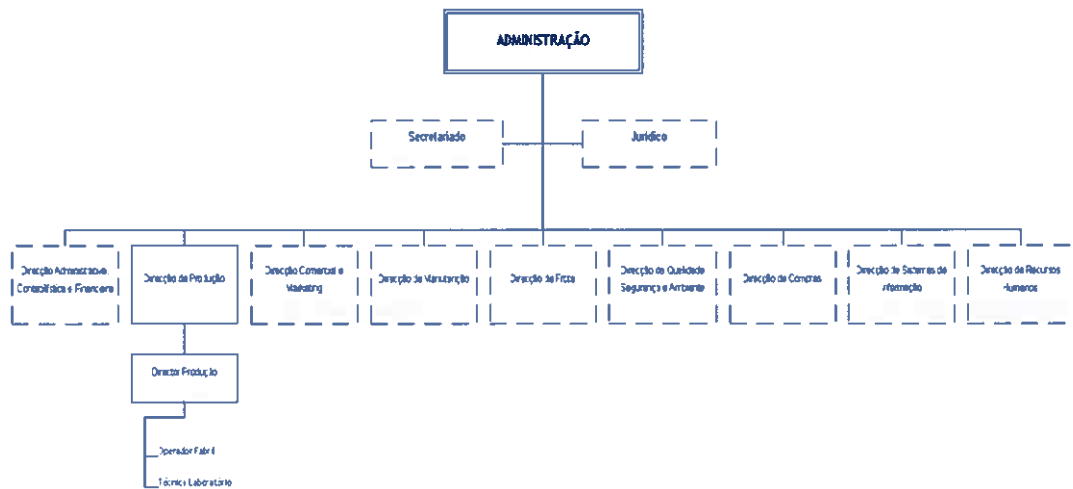 ADMINISTRAÇÃO
Secretariado
Jurídico
Direcção Administrativa,
Contabilística e Financeira
Direcção de Produção
Direcção Comercial e
Marketing
Direcção de Manutenção
Direcção de Frota
Direcção de Qualidade
Segurança e Ambiente
Direcção de Compras
Direcção de Sistemas de
Informação
Direcção de Recursos
Humanos
Director Produção
Operador Fabril
Técnico Laboratório